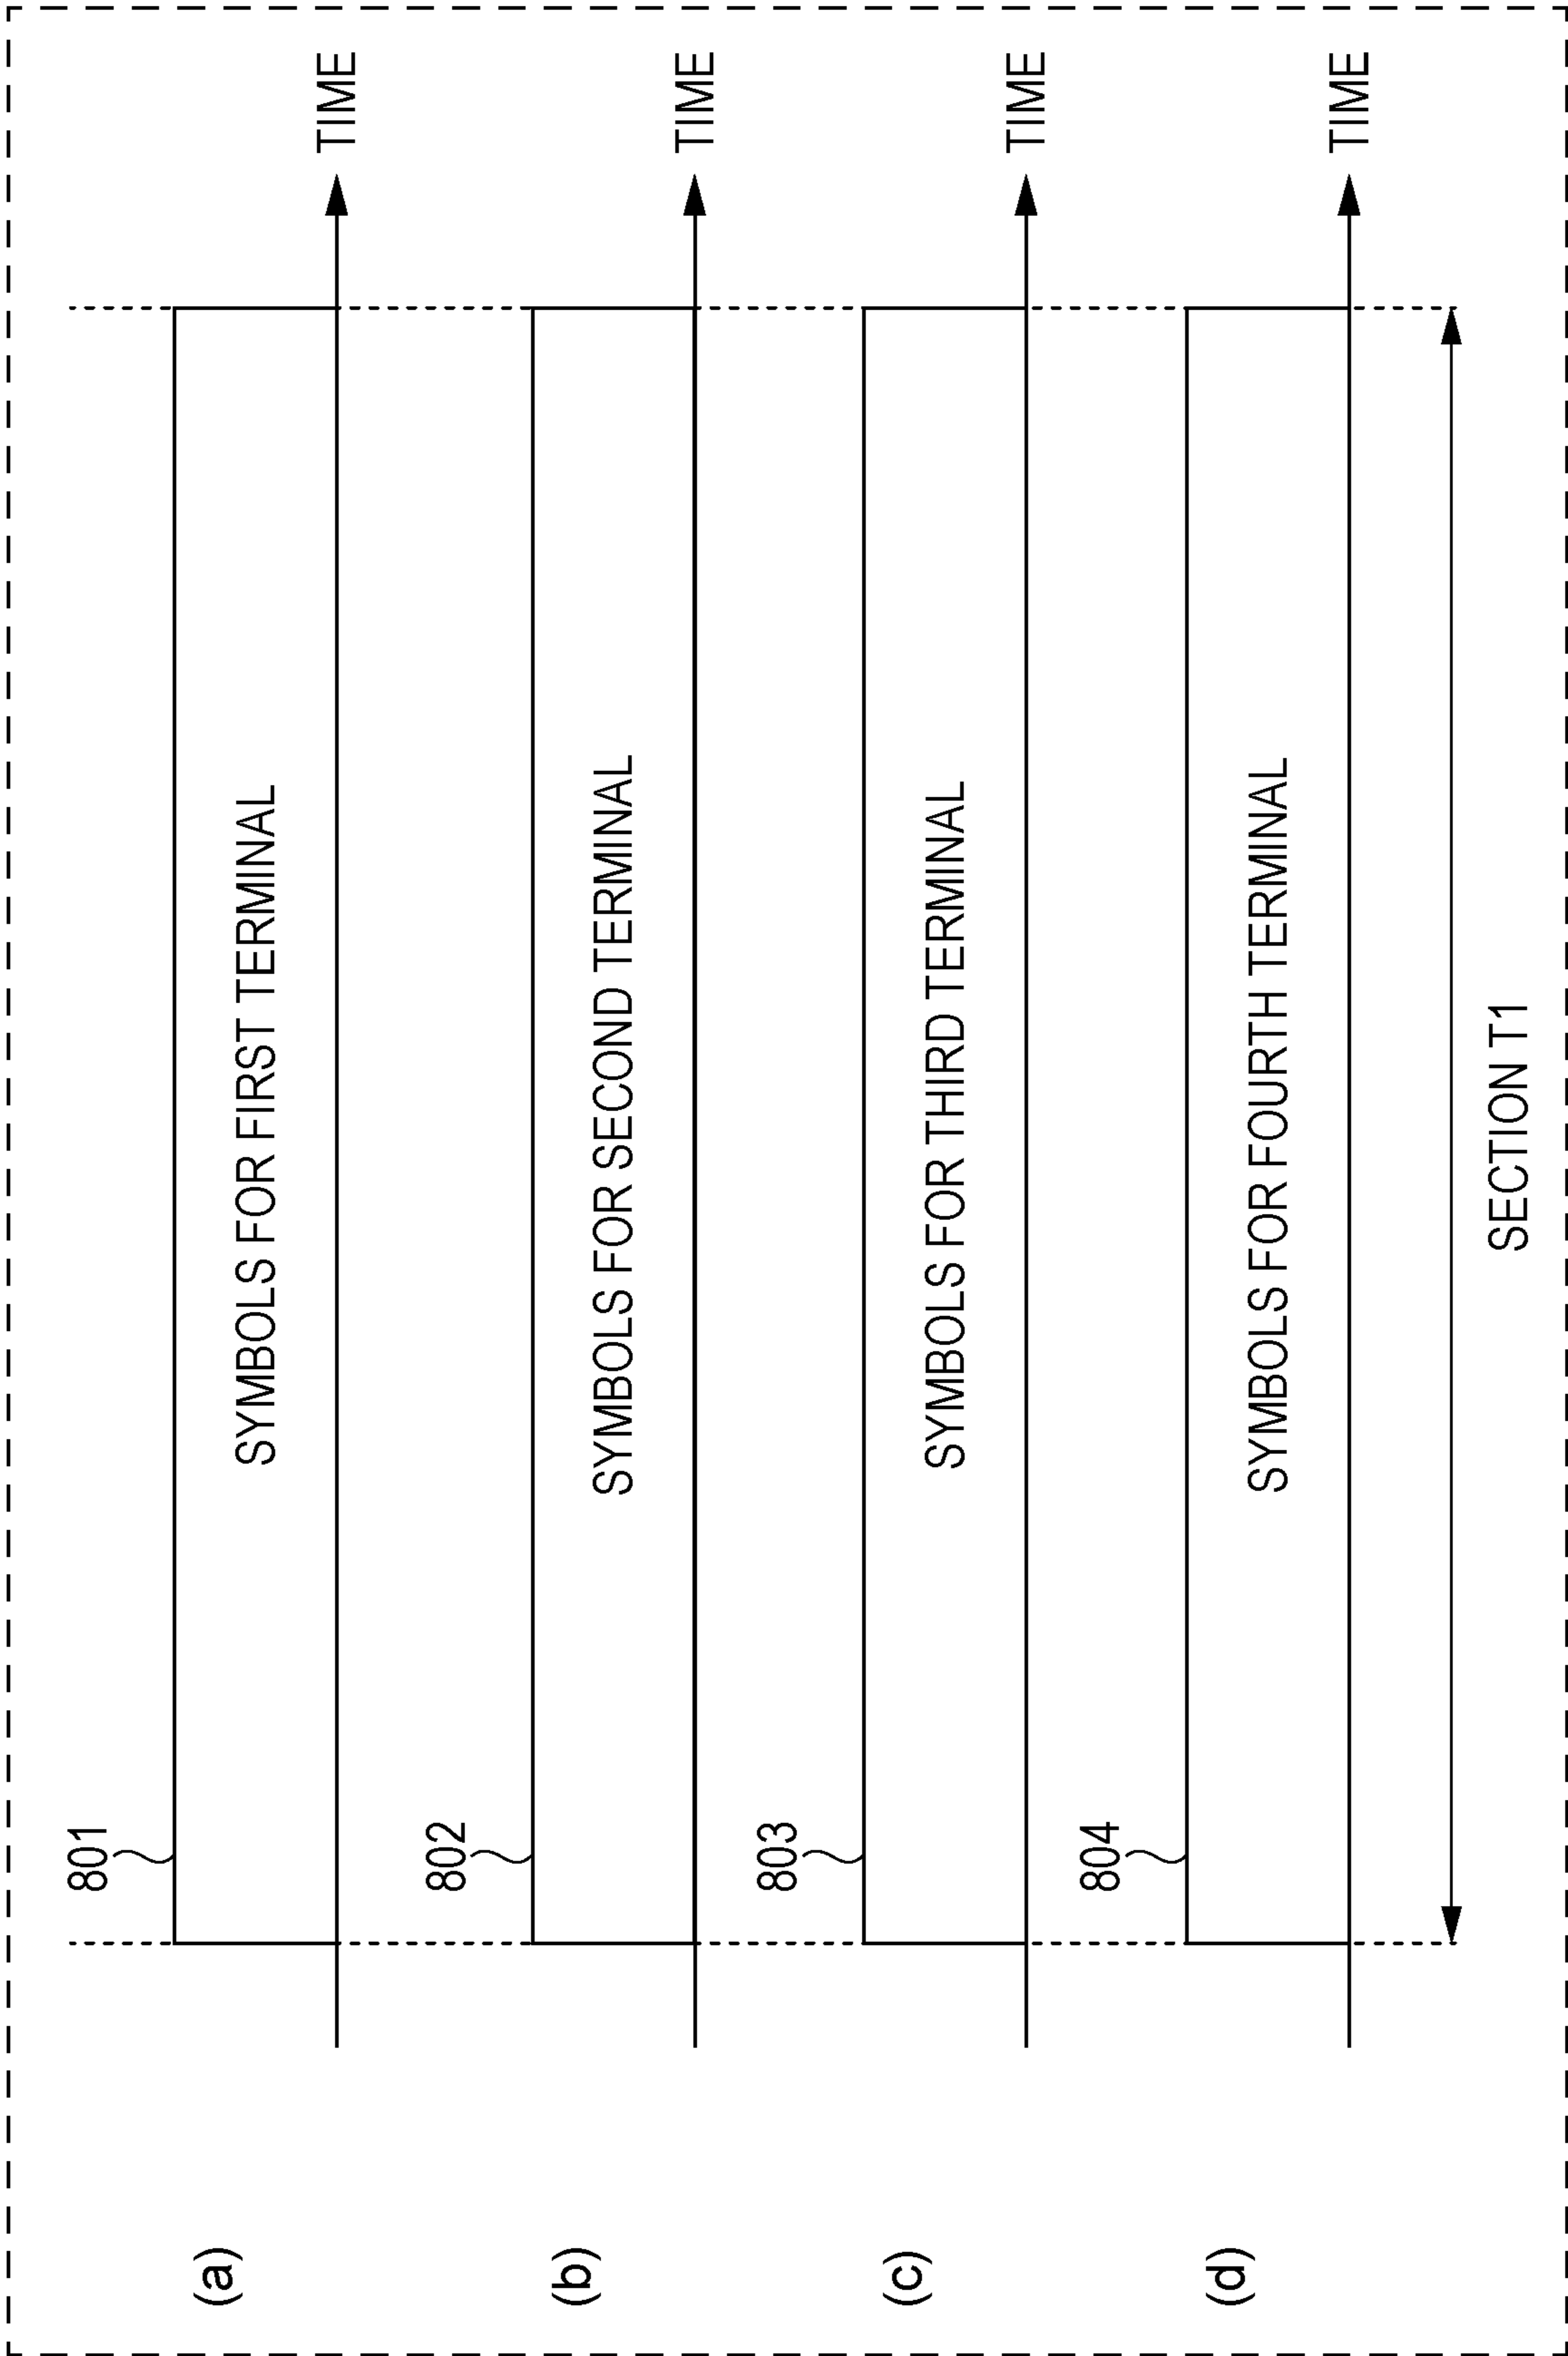 (a)
801
SYMBOLS FOR FIRST TERMINAL
TIME
(b)
802
SYMBOLS FOR SECOND TERMINAL
TIME
(c)
803
SYMBOLS FOR THIRD TERMINAL
TIME
(d)
804
SYMBOLS FOR FOURTH TERMINAL
TIME
SECTION T1